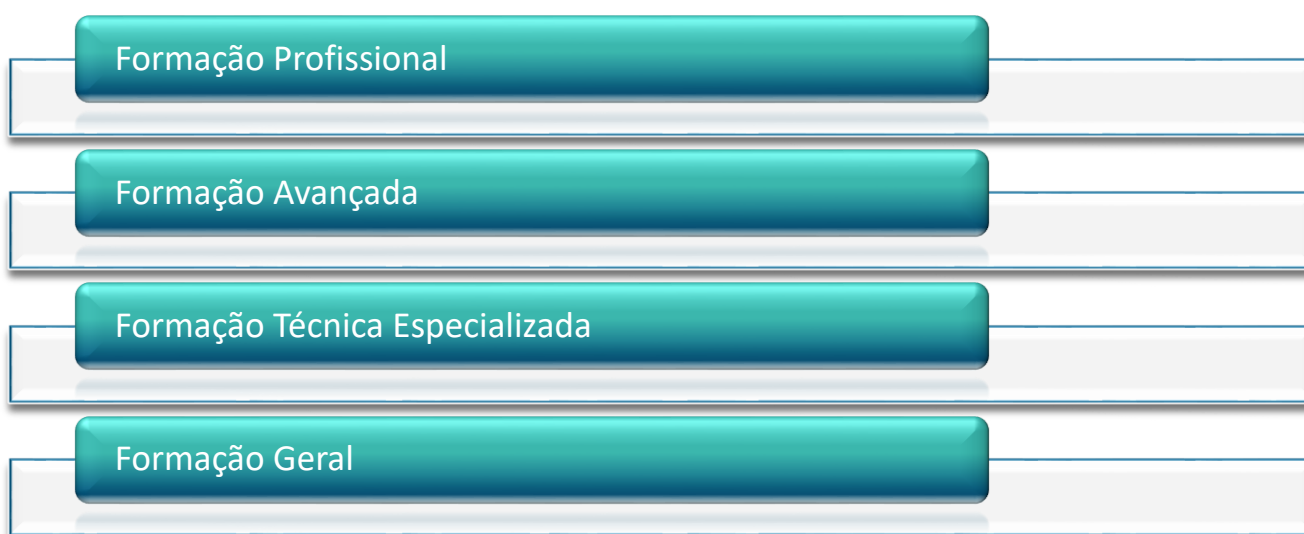 Formação Profissional
Formação Avançada
Formação Técnica Especializada
Formação Geral